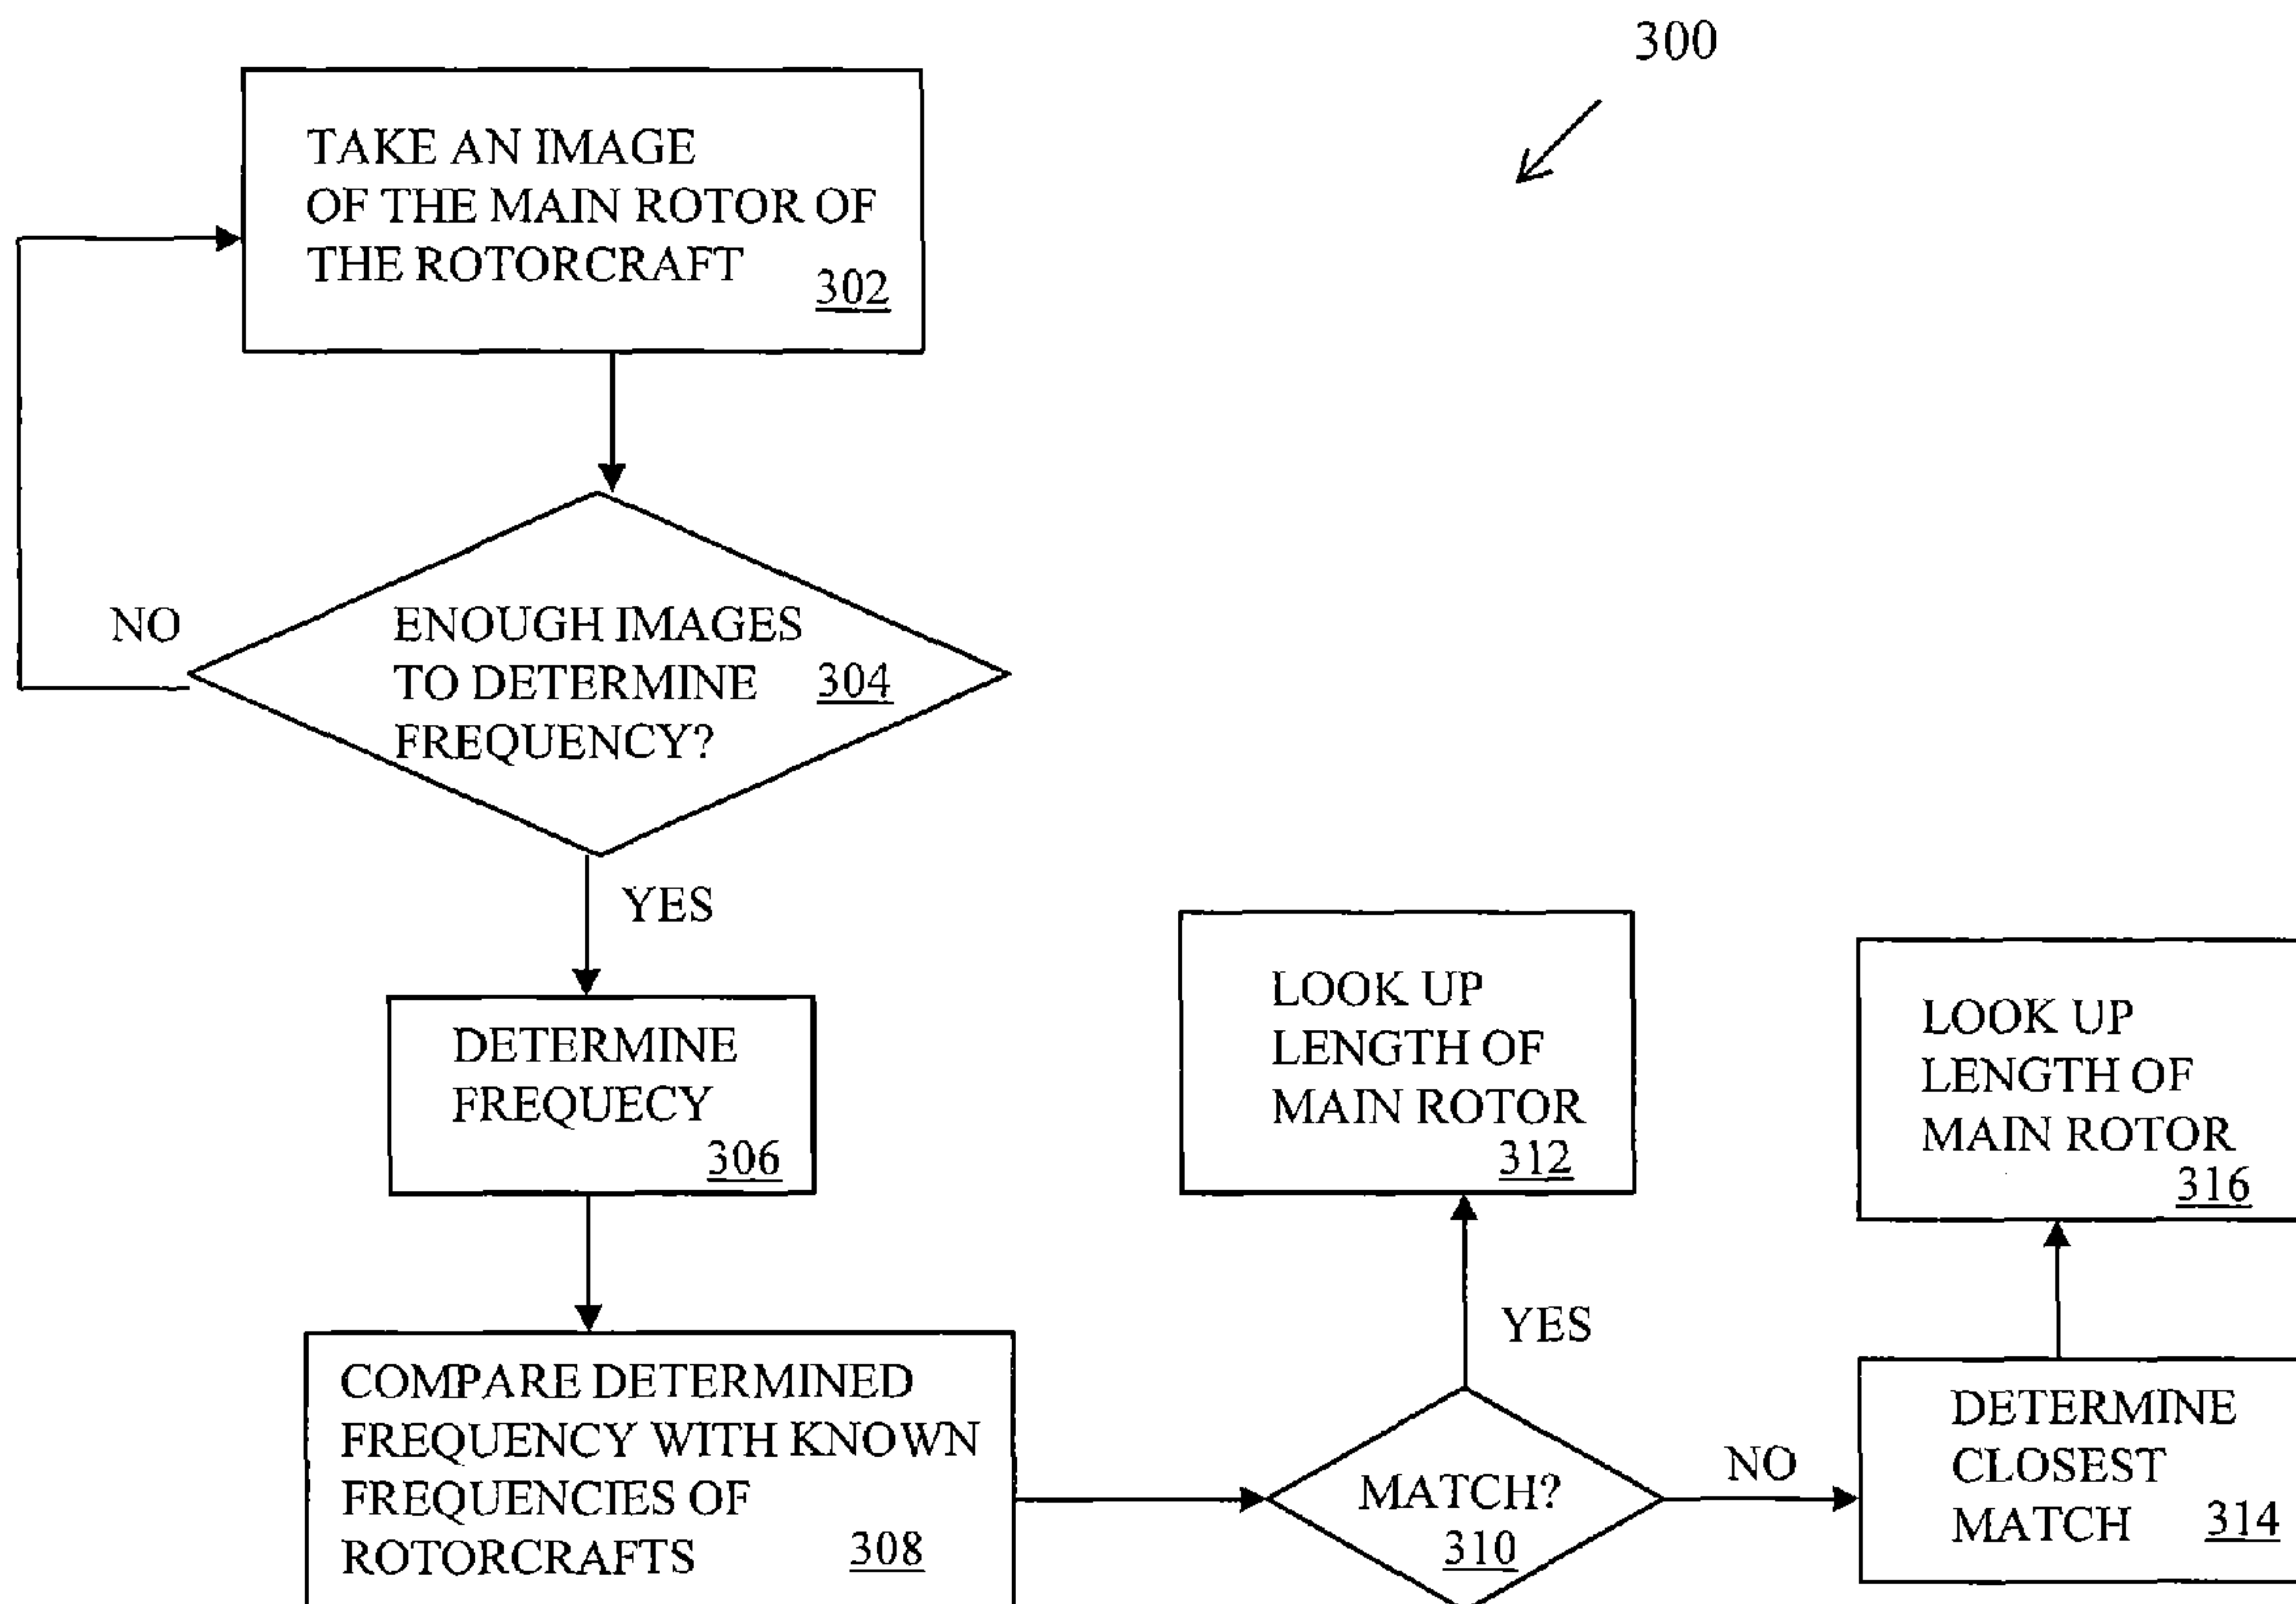 300
TAKE AN IMAGE
OF THE MAIN ROTOR OF
THE ROTORCRAFT
302
NO
ENOUGH IMAGES
TO DETERMINE
304
FREQUENCY?
YES
DETERMINE
FREQUECY
306
COMPARE DETERMINED
FREQUENCY WITH KNOWN
FREQUENCIES OF
ROTORCRAFTS
308
MATCH?
310
YES
LOOK UP
LENGTH OF
MAIN ROTOR
312
NO
DETERMINE
CLOSEST
MATCH
314
LOOK UP
LENGTH OF
MAIN ROTOR
316